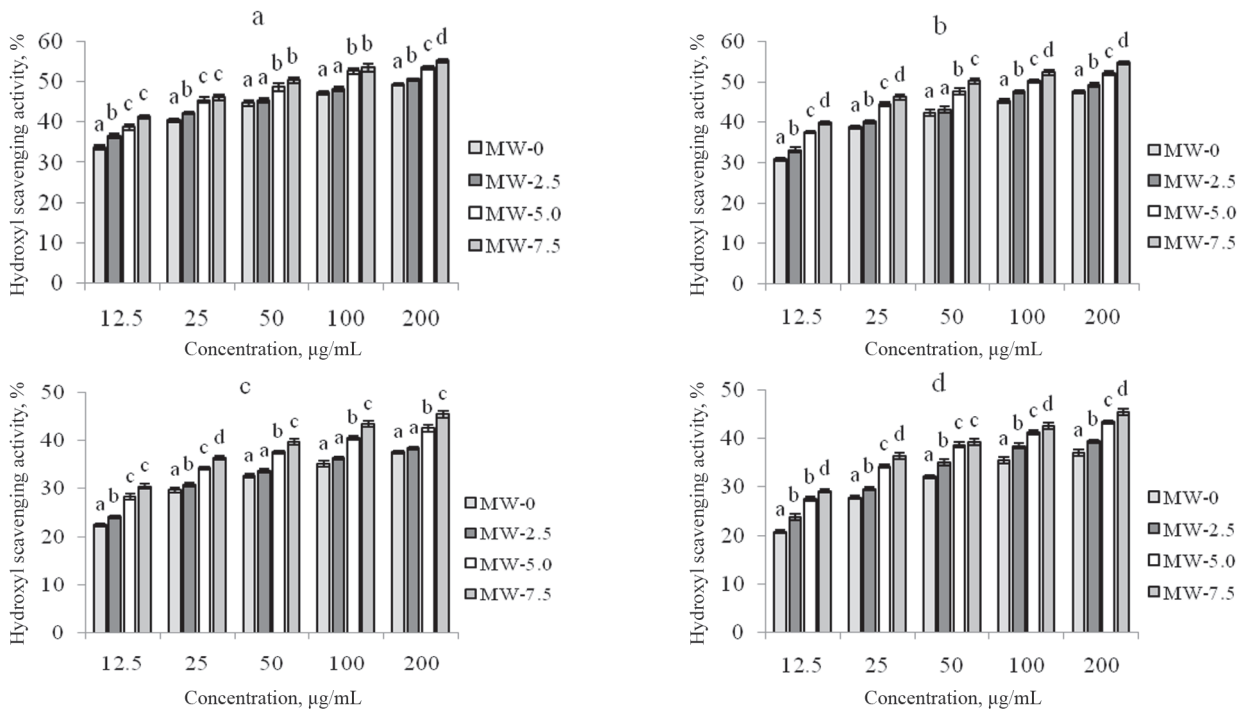 a
Hydroxyl scavenging activity, %
60
50
40
30
20
10
0
a b c c
a b c c
a a b b
a a b b
a b c d
12.5 25 50 100 200
Concentration, µg/mL
MW-0
MW-2.5
MW-5.0
MW-7.5
b
Hydroxyl scavenging activity, %
60
50
40
30
20
10
0
a b c d
a b c d
a a b c
a b c d
a b c d
12.5 25 50 100 200
Concentration, µg/mL
MW-0
MW-2.5
MW-5.0
MW-7.5
c
Hydroxyl scavenging activity, %
50
40
30
20
10
0
a b c c
a b c d
a a b c
a a b c
a a b c
12.5 25 50 100 200
Concentration, µg/mL
MW-0
MW-2.5
MW-5.0
MW-7.5
d
Hydroxyl scavenging activity, %
50
40
30
20
10
0
a b b d
a b c d
a b c c
a b c d
a b c d
12.5 25 50 100 200
Concentration, µg/mL
MW-0
MW-2.5
MW-5.0
MW-7.5